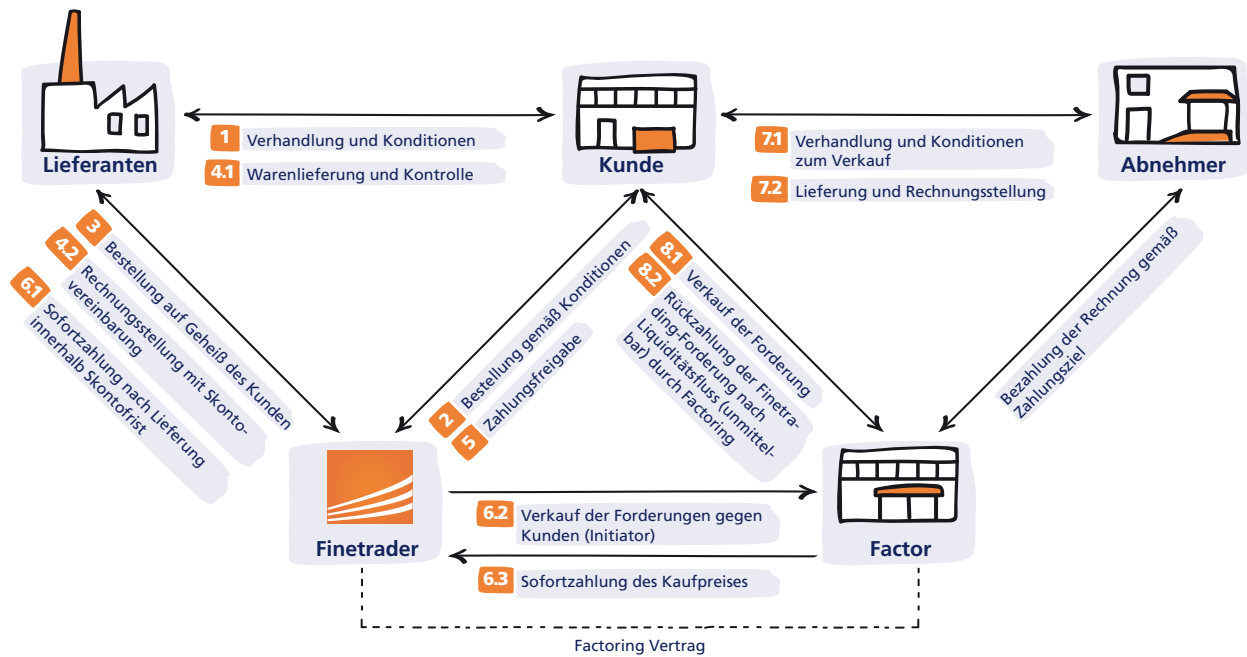 Lieferanten
Kunde
Abnehmer
1 Verhandlung und Konditionen
4.1 Warenlieferung und Kontrolle
7.1 Verhandlung und Konditionen
zum Verkauf
7.2 Lieferung und Rechnungsstellung
3 Bestellung auf Geheiß des Kunden
4.2 Rechnungsstellung mit Skonto-
vereinbarung
6.1 Sofortzahlung nach Lieferung
innerhalb Skontofrist
2 Bestellung gemäß Konditionen
5 Zahlungsfreigabe
8.1 Verkauf der Forderung
8.2 Rückzahlung der Finetra-
ding-Forderung nach
Liquiditätsfluss (unmittel-
bar) durch Factoring
Bezahlung der Rechnung gemäß
Zahlungsziel
Finetrader
Factor
6.2 Verkauf der Forderungen gegen
Kunden (Initiator)
6.3 Sofortzahlung des Kaufpreises
Factoring Vertrag